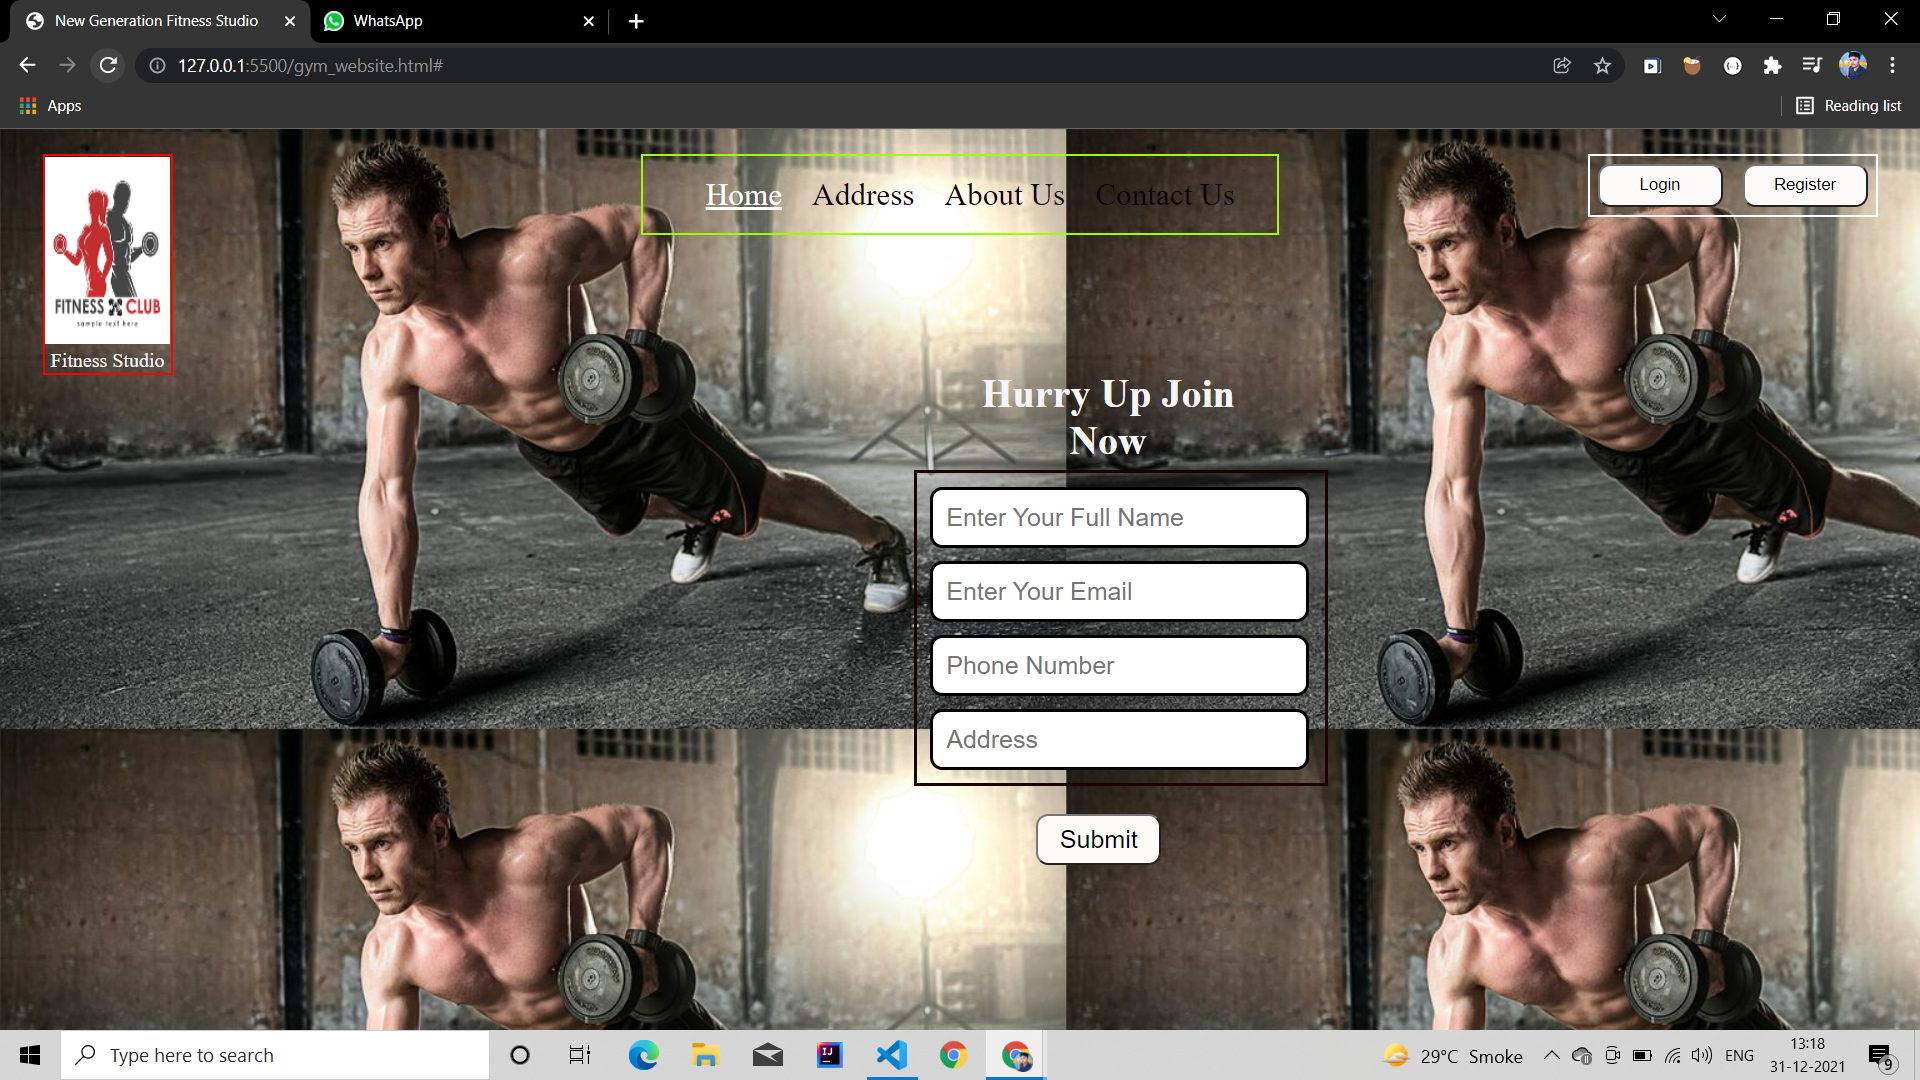 New Generation Fitness Studio
WhatsApp
127.0.0.1:5500/gym_website.html#
Apps
Reading list
FITNESS CLUB
sample text here
Fitness Studio
Home Address About Us Contact Us
Login Register
Hurry Up Join
Now
Enter Your Full Name
Enter Your Email
Phone Number
Address
Submit
Type here to search
29°C Smoke
ENG
13:18
31-12-2021
9